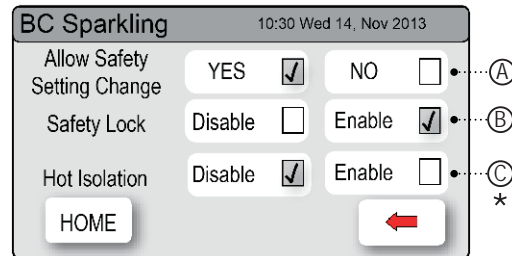 BC Sparkling 10:30 Wed 14, Nov 2013
Allow Safety
Setting Change YES NO A
Safety Lock Disable Enable B
Hot Isolation Disable Enable C
*
HOME